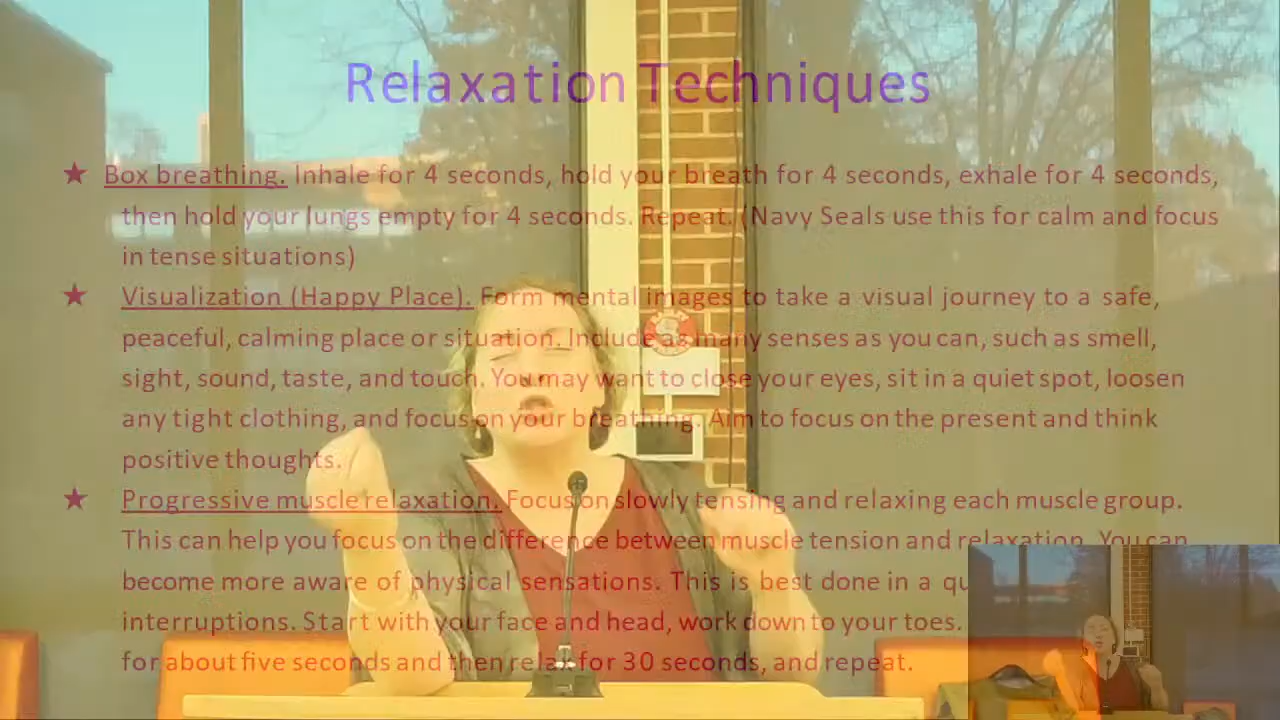 Relaxation Techniques
★ Box breathing. Inhale for 4 seconds, hold your breath for 4 seconds, exhale for 4 seconds,
then hold your lungs empty for 4 seconds. Repeat. (Navy Seals use this for calm and focus
in tense situations)
★ Visualization (Happy Place). Form mental images to take a visual journey to a safe,
peaceful, calming place or situation. Include as many senses as you can, such as smell,
sight, sound, taste, and touch. You may want to close your eyes, sit in a quiet spot, loosen
any tight clothing, and focus on your breathing. Aim to focus on the present and think
positive thoughts.
★ Progressive muscle relaxation. Focus on slowly tensing and relaxing each muscle group.
This can help you focus on the difference between muscle tension and relaxation. You can
become more aware of physical sensations. This is best done in a
interruptions. Start with your face and head, work down to your toes.
for about five seconds and then relax for 30 seconds, and repeat.